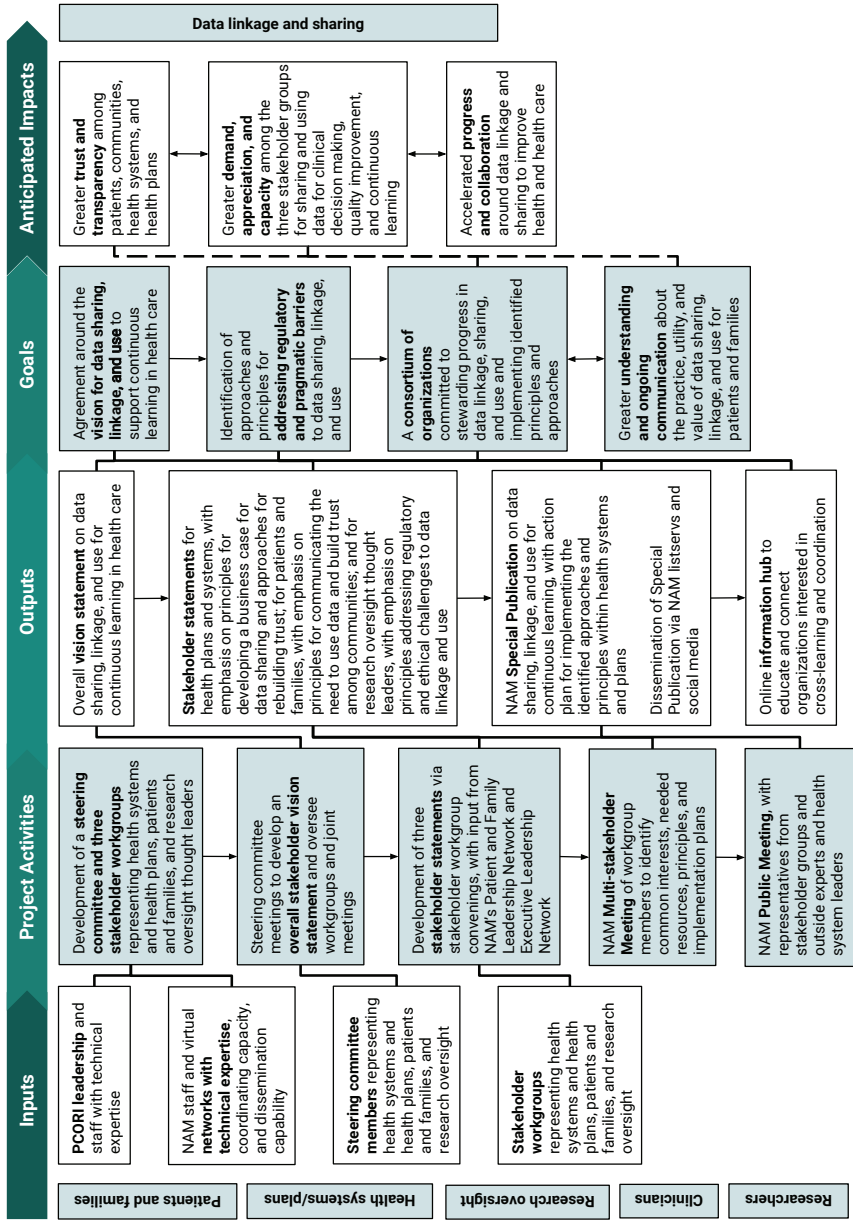 Inputs
Project Activities
Outputs
Goals
Anticipated Impacts
Patients and families
Health systems/plans
Research oversight
Clinicians
Researchers
PCORI leadership and
staff with technical
expertise
NAM staff and virtual
networks with
technical expertise,
coordinating capacity,
and dissemination
capability
Steering committee
members representing
health systems and
health plans, patients
and families, and
research oversight
Stakeholder
workgroups
representing health
systems and health
plans, patients and
families, and research
oversight
Development of a steering
committee and three
stakeholder workgroups
representing health systems
and health plans, patients
and families, and research
oversight thought leaders
Steering committee
meetings to develop an
overall stakeholder vision
statement and oversee
workgroups and joint
meetings
Development of three
stakeholder statements via
stakeholder workgroup
convenings, with input from
NAM's Patient and Family
Leadership Network and
Executive Leadership
Network
NAM Multi-stakeholder
Meeting of workgroup
members to identify
common interests, needed
resources, principles, and
implementation plans
NAM Public Meeting, with
representatives from
stakeholder groups and
outside experts and health
system leaders
Overall vision statement on data
sharing, linkage, and use for
continuous learning in health care
Stakeholder statements for
health plans and systems, with
emphasis on principles for
developing a business case for
data sharing and approaches for
rebuilding trust; for patients and
families, with emphasis on
principles for communicating the
need to use data and build trust
among communities; and for
research oversight thought
leaders, with emphasis on
principles addressing regulatory
and ethical challenges to data
linkage and use
NAM Special Publication on data
sharing, linkage, and use for
continuous learning, with action
plan for implementing the
identified approaches and
principles within health systems
and plans
Dissemination of Special
Publication via NAM listservs and
social media
Online information hub to
educate and connect
organizations interested in
cross-learning and coordination
Agreement around the
vision for data sharing,
linkage, and use to
support continuous
learning in health care
Identification of
approaches and
principles for
addressing regulatory
and pragmatic barriers
to data sharing, linkage,
and use
A consortium of
organizations
committed to
stewarding progress in
data linkage, sharing,
and use and
implementing identified
principles and
approaches
Greater understanding
and ongoing
communication about
the practice, utility, and
value of data sharing,
linkage, and use for
patients and families
Greater trust and
transparency among
patients, communities,
health systems, and
health plans
Greater demand,
appreciation, and
capacity among the
three stakeholder groups
for sharing and using
data for clinical
decision making,
quality improvement,
and continuous
learning
Accelerated progress
and collaboration
around data linkage and
sharing to improve
health and health care
Data linkage and sharing